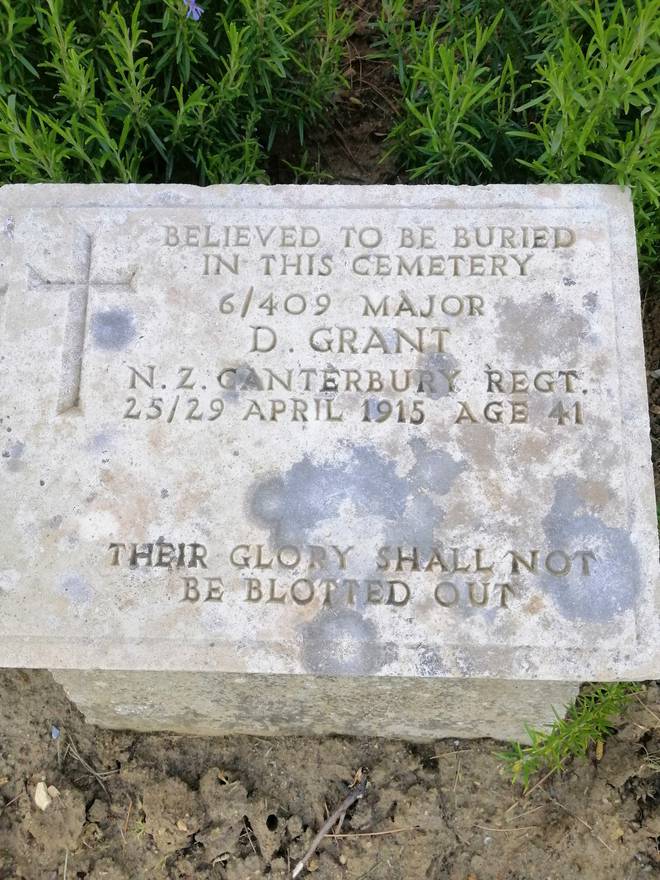 BELIEVED TO BE BURIED
IN THIS CEMETERY
6/409 MAJOR
D. GRANT
N.Z. CANTERBURY REGT.
25/29 APRIL 1915 AGE 41
THEIR GLORY SHALL NOT
BE BLOTTED OUT